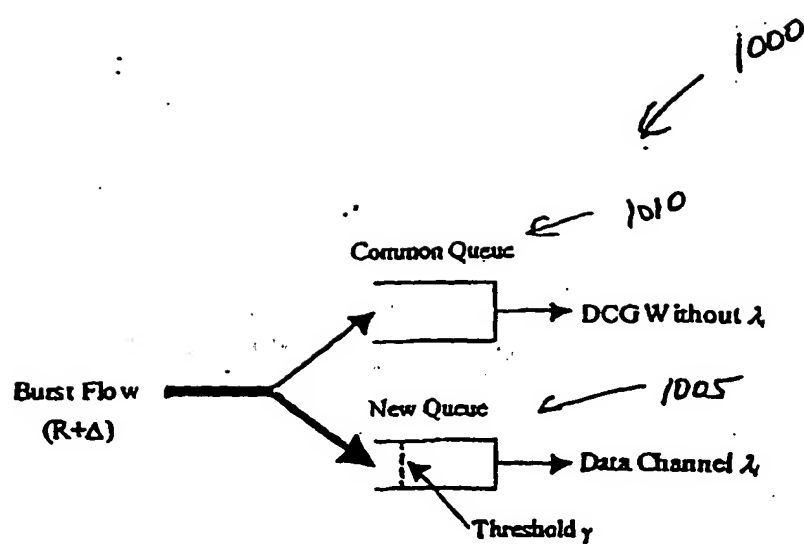 1000
1010
Common Queue
DCG Without λᵢ
Burst Flow
(R+Δ)
New Queue
1005
Data Channel λᵢ
Threshold γ